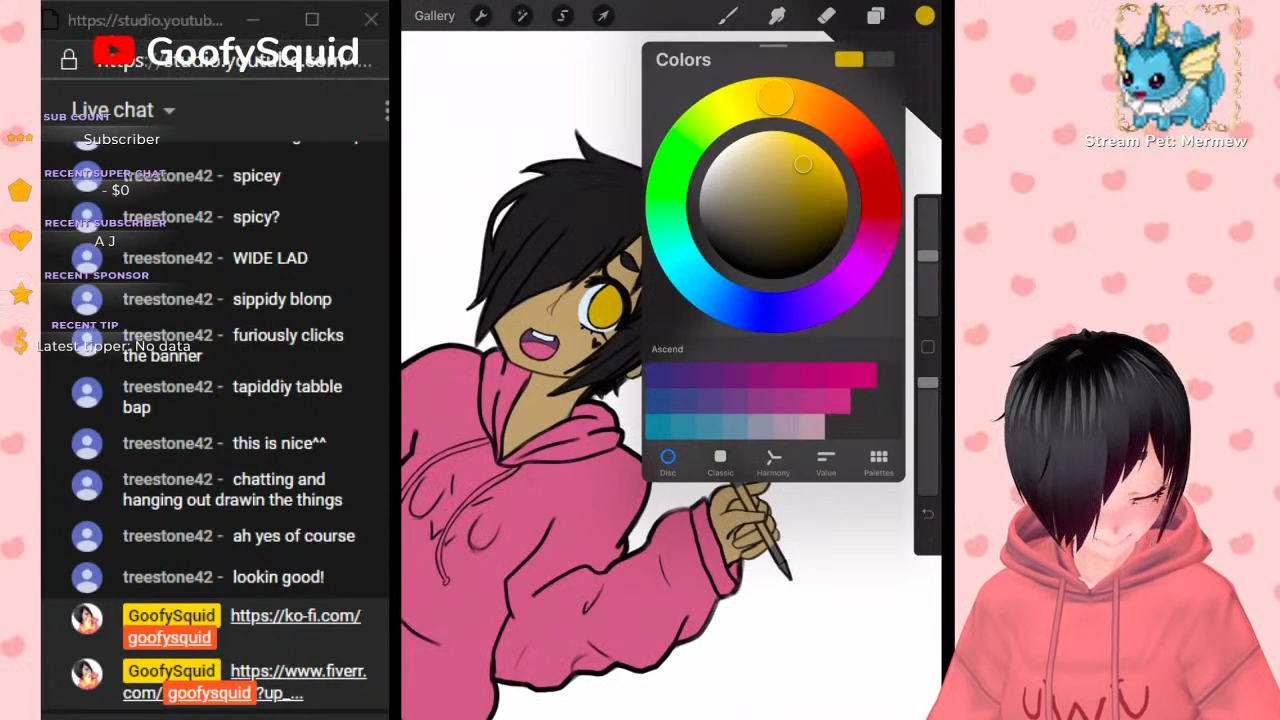 https://studio.youtub...
GoofySquid
https://studio.youtube.com/...
Live chat
SUB COUNT
Subscriber
RECENT SUPER CHAT
- $0
RECENT SUBSCRIBER
A J
RECENT SPONSOR
RECENT TIP
Latest tipper: No data
treestone42 - spicey
treestone42 - spicy?
treestone42 - WIDE LAD
treestone42 - sippidy blonp
treestone42 - furiously clicks
the banner
treestone42 - tapiddiy tabble
bap
treestone42 - this is nice^^
treestone42 - chatting and
hanging out drawin the things
treestone42 - ah yes of course
treestone42 - lookin good!
GoofySquid https://ko-fi.com/
goofysquid
GoofySquid https://www.fiverr.
com/goofysquid?up_...
Gallery
Colors
Ascend
Disc
Classic
Harmony
Value
Palettes
Stream Pet: Mermew
UWU